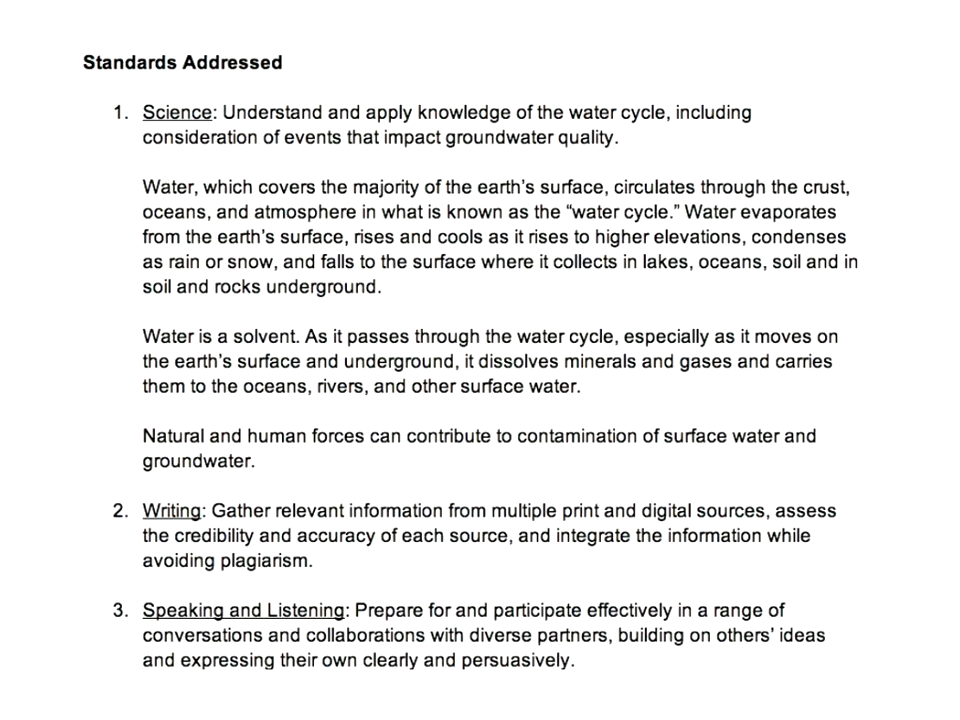 Standards Addressed
1. Science: Understand and apply knowledge of the water cycle, including
consideration of events that impact groundwater quality.
Water, which covers the majority of the earth's surface, circulates through the crust,
oceans, and atmosphere in what is known as the “water cycle.” Water evaporates
from the earth's surface, rises and cools as it rises to higher elevations, condenses
as rain or snow, and falls to the surface where it collects in lakes, oceans, soil and in
soil and rocks underground.
Water is a solvent. As it passes through the water cycle, especially as it moves on
the earth's surface and underground, it dissolves minerals and gases and carries
them to the oceans, rivers, and other surface water.
Natural and human forces can contribute to contamination of surface water and
groundwater.
2. Writing: Gather relevant information from multiple print and digital sources, assess
the credibility and accuracy of each source, and integrate the information while
avoiding plagiarism.
3. Speaking and Listening: Prepare for and participate effectively in a range of
conversations and collaborations with diverse partners, building on others' ideas
and expressing their own clearly and persuasively.